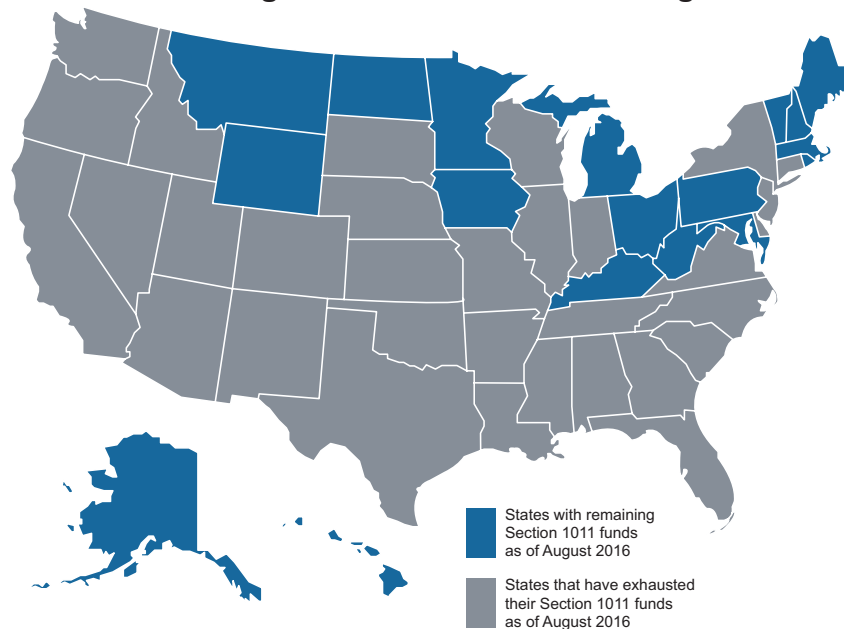 States with remaining
Section 1011 funds
as of August 2016
States that have exhausted
their Section 1011 funds
as of August 2016